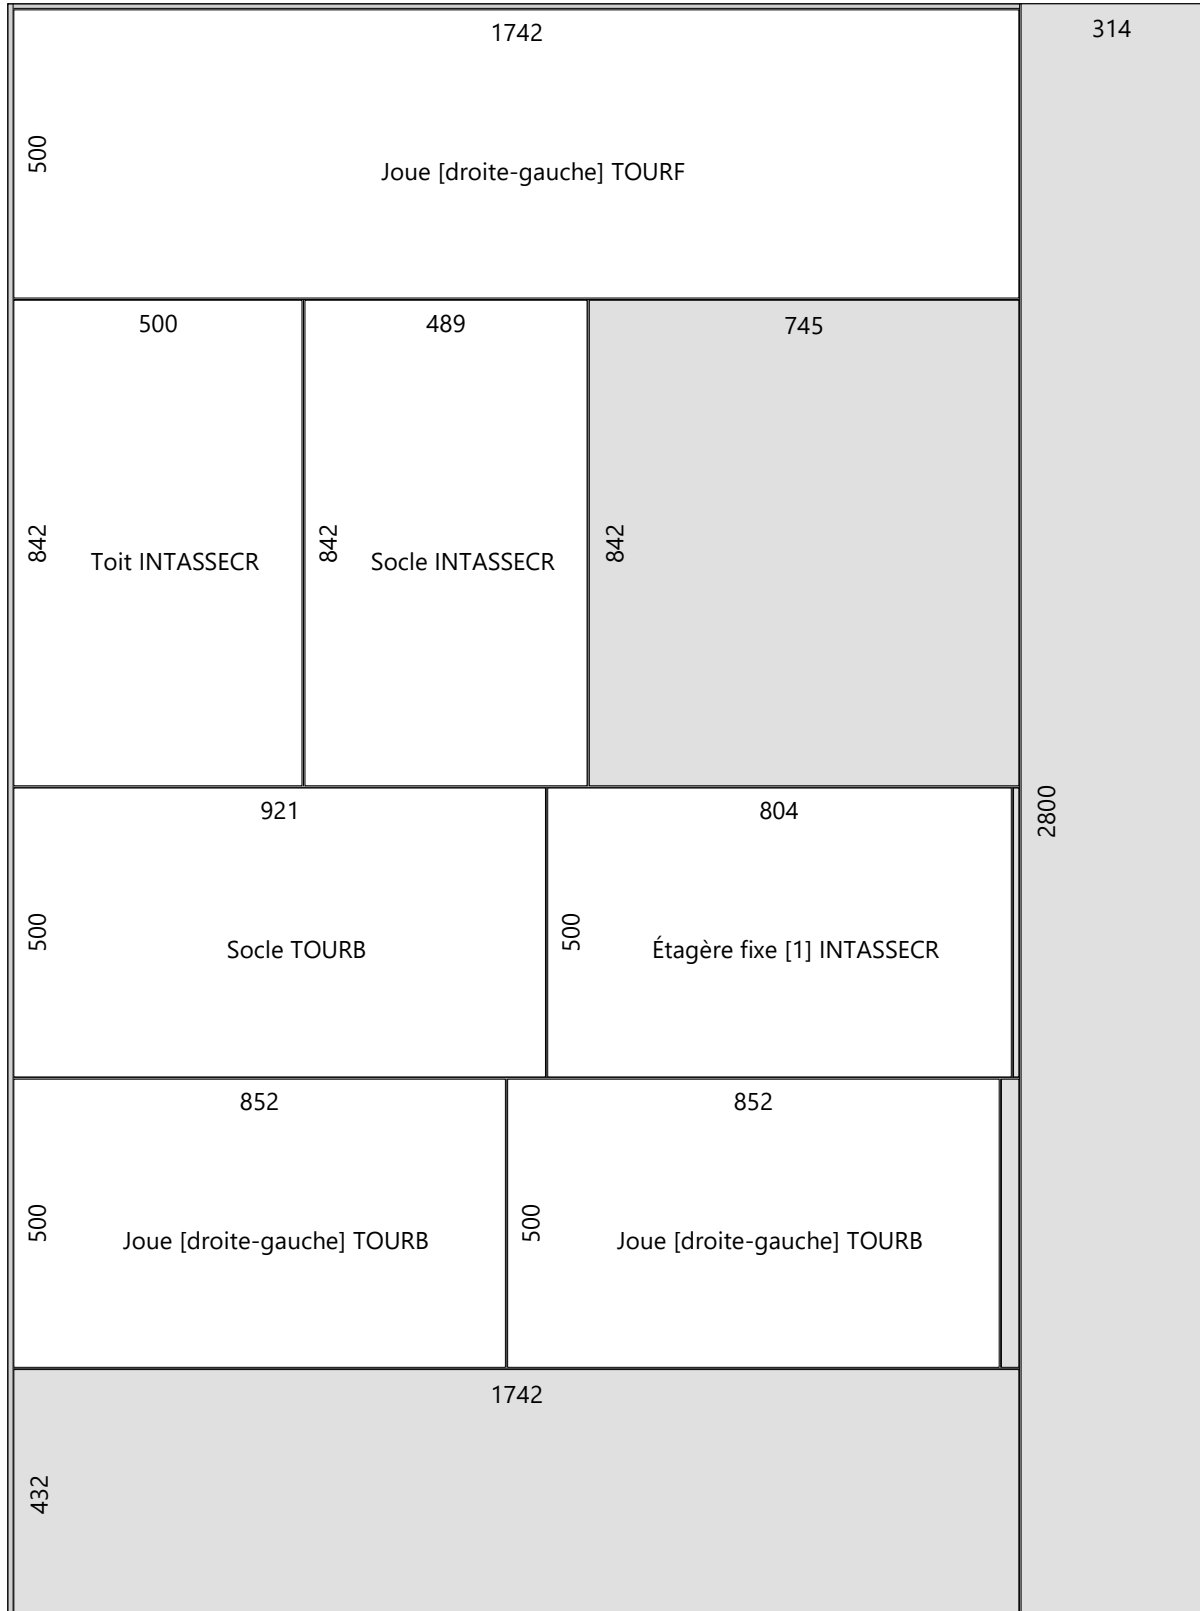 1742
314
500
Joue [droite-gauche] TOURF
500
489
745
842
Toit INTASSECR
842
Socle INTASSECR
842
921
804
2800
500
Socle TOURB
500
Étagère fixe [1] INTASSECR
852
852
500
Joue [droite-gauche] TOURB
500
Joue [droite-gauche] TOURB
1742
432